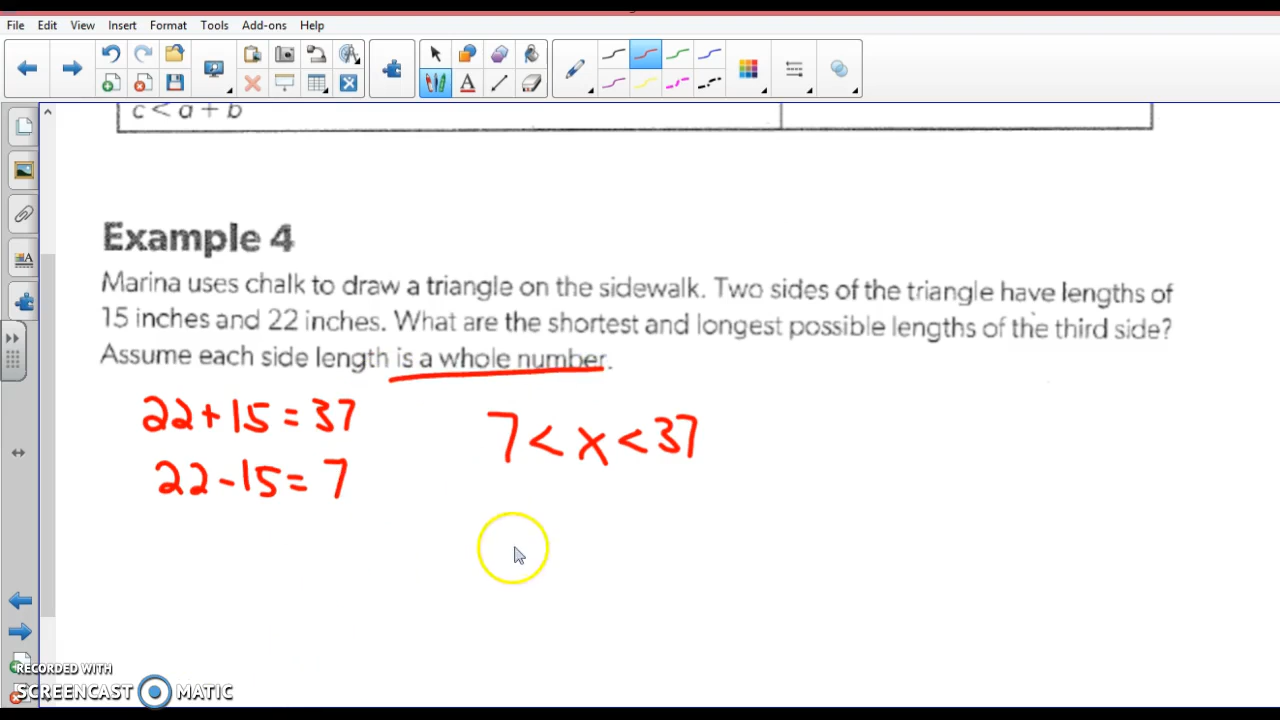 File Edit View Insert Format Tools Add-ons Help
c < a + b
Example 4
Marina uses chalk to draw a triangle on the sidewalk. Two sides of the triangle have lengths of
15 inches and 22 inches. What are the shortest and longest possible lengths of the third side?
Assume each side length is a whole number.
22+15=37
7<x<37
22-15=7
RECORDED WITH
SCREENCAST MATIC